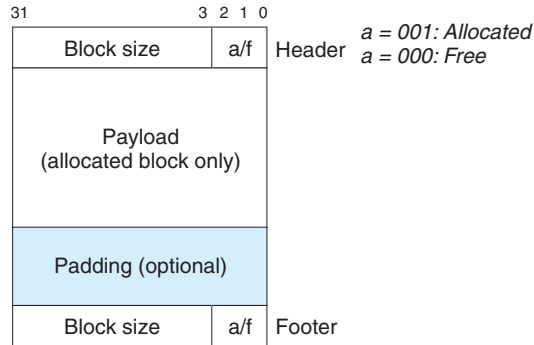 31 3 2 1 0
Block size a/f Header a = 001: Allocated
a = 000: Free
Payload
(allocated block only)
Padding (optional)
Block size a/f Footer